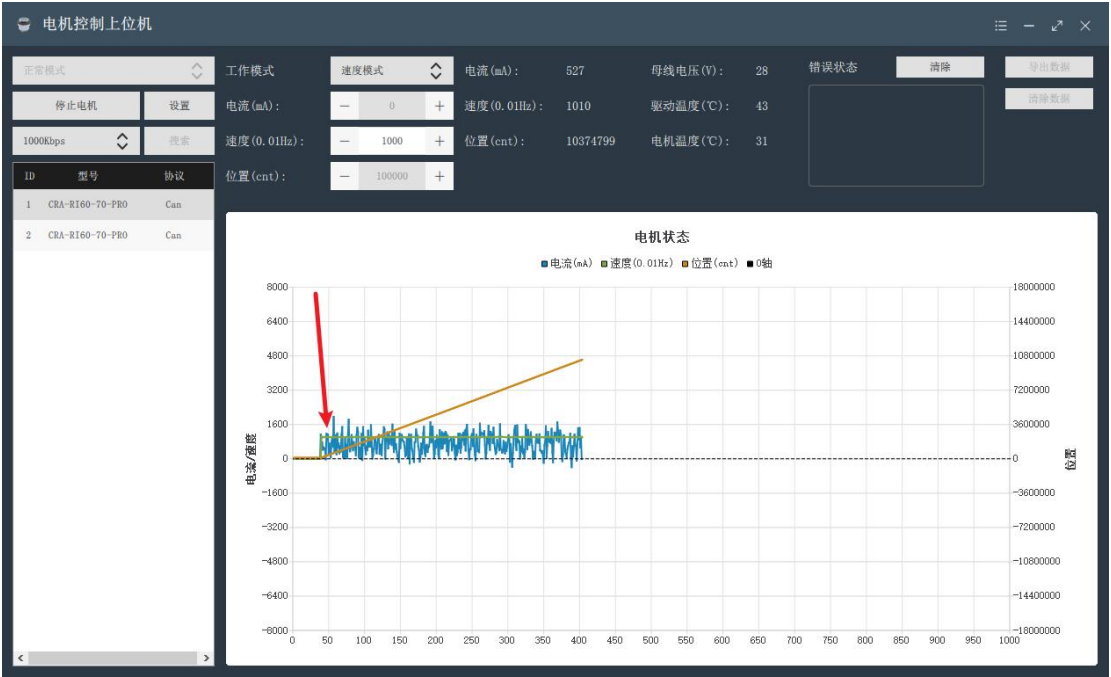 电机控制上位机
正常模式 工作模式 速度模式 电流(mA): 527 母线电压(V): 28 错误状态 清除 导出数据
停止电机 设置 电流(mA): − 0 + 速度(0.01Hz): 1010 驱动温度(℃): 43 清除数据
1000Kbps 搜索 速度(0.01Hz): − 1000 + 位置(cnt): 10374799 电机温度(℃): 31
ID 型号 协议 位置(cnt): − 100000 +
1 CRA-RI60-70-PRO Can
2 CRA-RI60-70-PRO Can
电机状态
电流(mA) 速度(0.01Hz) 位置(cnt) 0轴
8000 18000000
6400 14400000
4800 10800000
3200 7200000
1600 3600000
电流/速度
0 0
位置
-1600 -3600000
-3200 -7200000
-4800 -10800000
-6400 -14400000
-8000 -18000000
0 50 100 150 200 250 300 350 400 450 500 550 600 650 700 750 800 850 900 950 1000